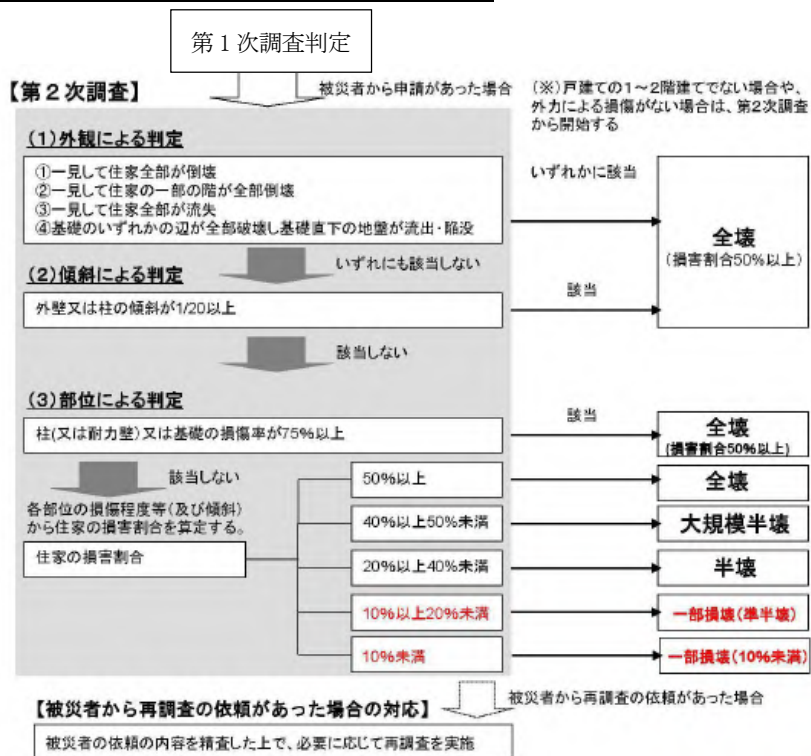 第１次調査判定
【第２次調査】
被災者から申請があった場合
(※)戸建ての1～2階建てでない場合や、
外力による損傷がない場合は、第2次調査
から開始する
(1)外観による判定
①一見して住家全部が倒壊
②一見して住家の一部の階が全部倒壊
③一見して住家全部が流失
④基礎のいずれかの辺が全部破壊し基礎直下の地盤が流出・陥没
いずれかに該当
全壊
(損害割合50%以上)
いずれにも該当しない
(2)傾斜による判定
外壁又は柱の傾斜が1/20以上
該当
該当しない
(3)部位による判定
柱(又は耐力壁)又は基礎の損傷率が75%以上
該当
全壊
(損害割合50%以上)
該当しない
各部位の損傷程度等(及び傾斜)
から住家の損害割合を算定する。
住家の損害割合
50%以上
全壊
40%以上50%未満
大規模半壊
20%以上40%未満
半壊
10%以上20%未満
一部損壊(準半壊)
10%未満
一部損壊(10%未満)
【被災者から再調査の依頼があった場合の対応】
被災者から再調査の依頼があった場合
被災者の依頼の内容を精査した上で、必要に応じて再調査を実施